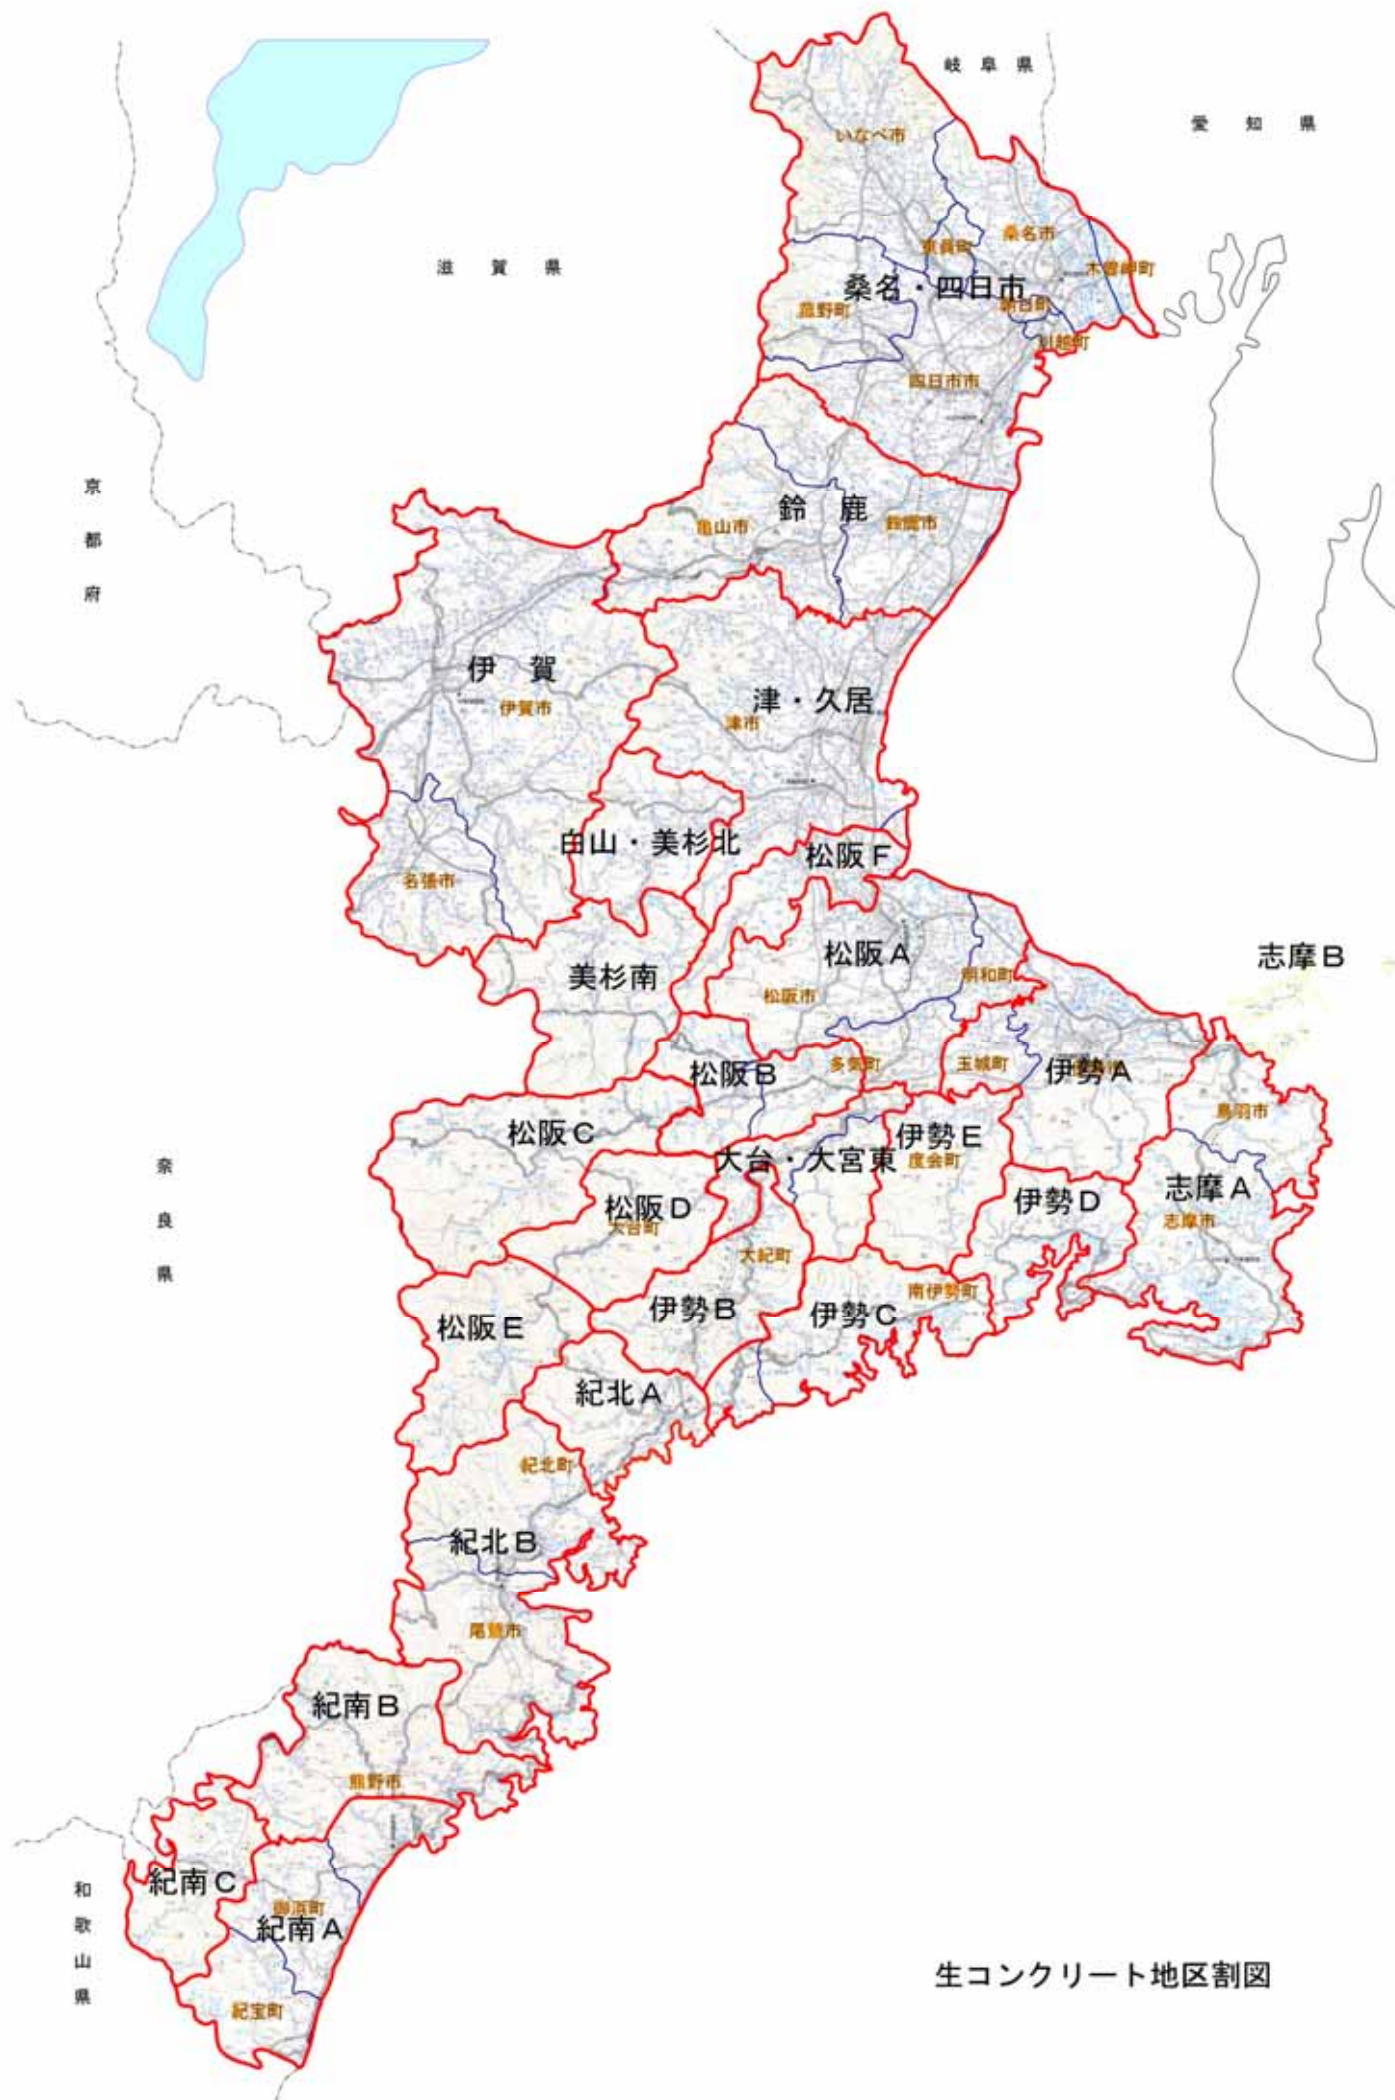 岐阜県
愛知県
いなべ市
桑名市
東員町
木曽岬町
滋賀県
桑名・四日市
菰野町
朝日町
川越町
四日市市
京都府
鈴鹿
亀山市
鈴鹿市
伊賀
伊賀市
津・久居
津市
白山・美杉北
松阪F
名張市
松阪A
志摩B
美杉南
明和町
松阪市
松阪B
多気町
玉城町
伊勢A
鳥羽市
松阪C
伊勢E
奈良県
大台・大宮東
度会町
志摩A
松阪D
伊勢D
大台町
志摩市
大紀町
南伊勢町
伊勢B
伊勢C
松阪E
紀北A
紀北町
紀北B
尾鷲市
紀南B
熊野市
紀南C
和歌山県
御浜町
紀南A
生コンクリート地区割図
紀宝町